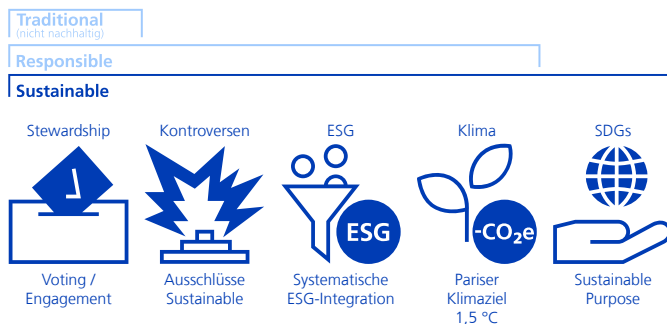 Traditional
(nicht nachhaltig)
Responsible
Sustainable
Stewardship
Kontroversen
ESG
Klima
SDGs
ESG
-CO₂e
Voting /
Engagement
Ausschlüsse
Sustainable
Systematische
ESG-Integration
Pariser
Klimaziel
1,5 °C
Sustainable
Purpose